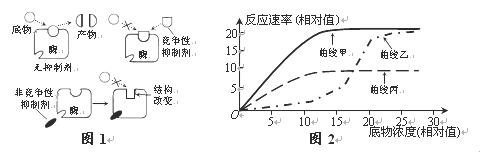 底物 产物
酶 酶
竞争性
抑制剂
无抑制剂
非竞争性
抑制剂
酶
结构
改变
图 1
反应速率(相对值)
20
15
10
5
0
曲线甲
曲线乙
曲线丙
5 10 15 20 25 30
底物浓度(相对值)
图 2